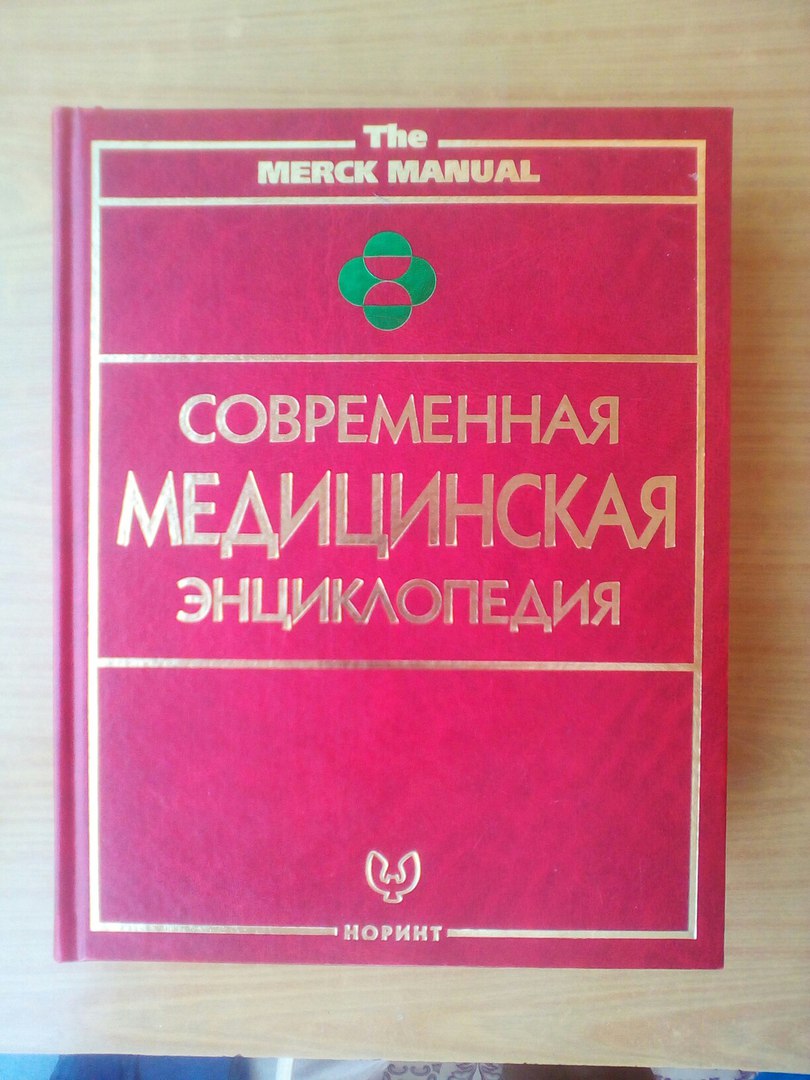 The
MERCK MANUAL
СОВРЕМЕННАЯ
МЕДИЦИНСКАЯ
ЭНЦИКЛОПЕДИЯ
НОРИНТ